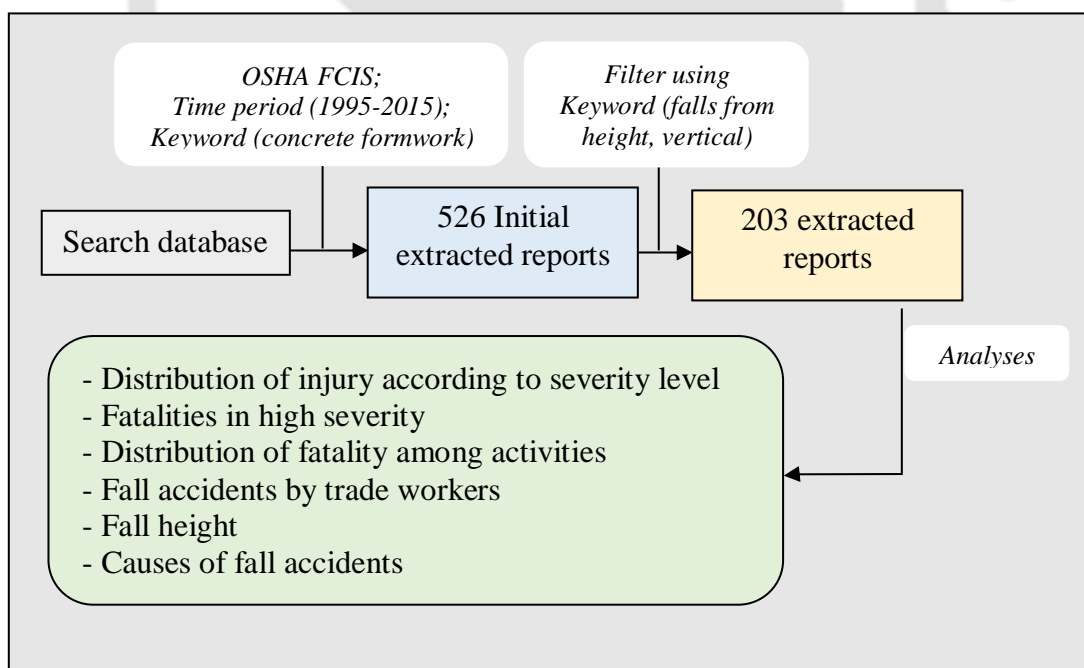 OSHA FCIS;
Time period (1995-2015);
Keyword (concrete formwork)
Filter using
Keyword (falls from
height, vertical)
Search database
526 Initial
extracted reports
203 extracted
reports
Analyses
- Distribution of injury according to severity level
- Fatalities in high severity
- Distribution of fatality among activities
- Fall accidents by trade workers
- Fall height
- Causes of fall accidents